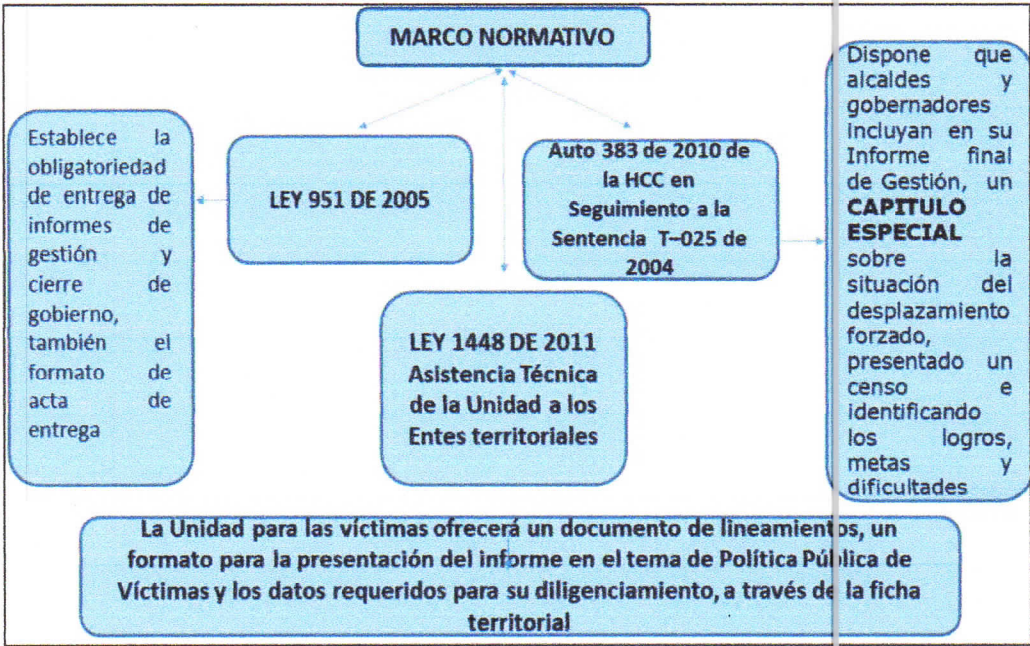 MARCO NORMATIVO
Establece la
obligatoriedad
de entrega de
informes de
gestión y
cierre de
gobierno,
también el
formato de
acta de
entrega
LEY 951 DE 2005
Auto 383 de 2010 de
la HCC en
Seguimiento a la
Sentencia T-025 de
2004
Dispone que
alcaldes y
gobernadores
incluyan en su
Informe final
de Gestión, un
CAPITULO
ESPECIAL
sobre la
situación del
desplazamiento
forzado,
presentado un
censo e
identificando
los logros,
metas y
dificultades
LEY 1448 DE 2011
Asistencia Técnica
de la Unidad a los
Entes territoriales
La Unidad para las víctimas ofrecerá un documento de lineamientos, un
formato para la presentación del informe en el tema de Política Pública de
Víctimas y los datos requeridos para su diligenciamiento, a través de la ficha
territorial